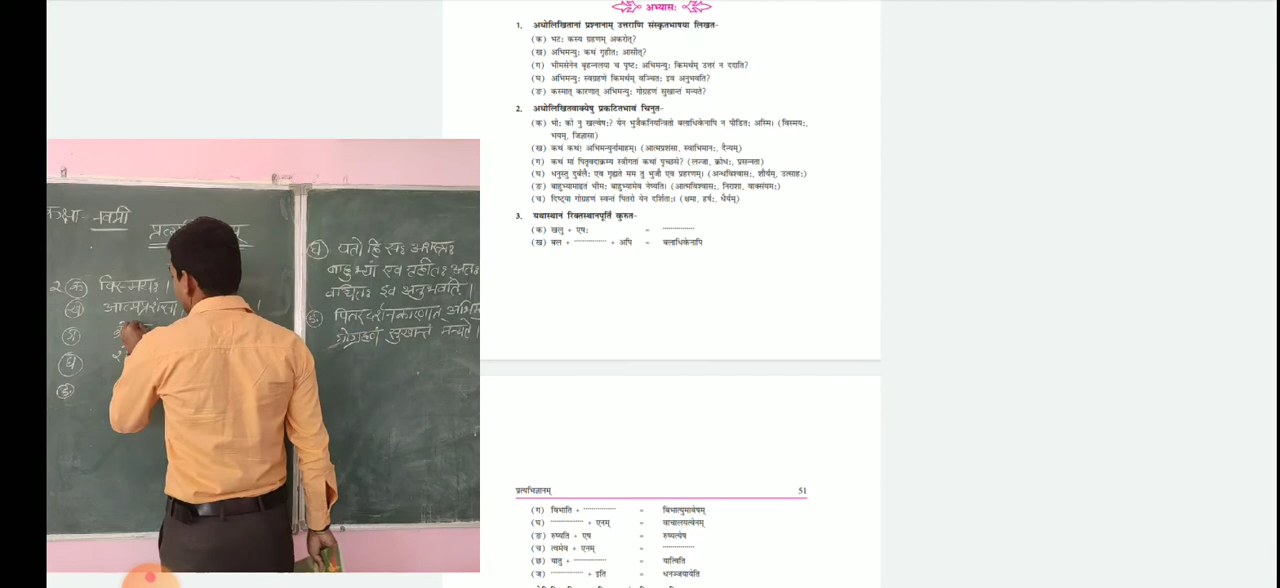 अभ्यासः
1. अधोलिखितानां प्रश्नानाम् उत्तराणि संस्कृतभाषया लिखत-
(क) भटः कस्य ग्रहणम् अकरोत्?
(ख) अभिमन्युः कथं गृहीतः आसीत्?
(ग) भीमसेनेन बृहन्नलया च पृष्टः अभिमन्युः किमर्थम् उत्तरं न ददाति?
(घ) अभिमन्युः स्वग्रहणे किमर्थम् वञ्चितः इव अनुभवति?
(ङ) कस्मात् कारणात् अभिमन्युः गोग्रहणं सुखान्तं मन्यते?
2. अधोलिखितवाक्येषु प्रकटितभावं चिनुत-
(क) भोः को नु खल्वेषः? येन भुजैकनियन्त्रितो बलाधिकेनापि न पीडितः अस्मि। (विस्मयः,
भयम्, जिज्ञासा)
(ख) कथं कथं! अभिमन्युर्नामाहम्। (आत्मप्रशंसा, स्वाभिमानः, दैन्यम्)
(ग) कथं मां पितृवदाक्रम्य स्त्रीगतां कथां पृच्छसे? (लज्जा, क्रोधः, प्रसन्नता)
(घ) धनुस्तु दुर्बलैः एव गृह्यते मम तु भुजौ एव प्रहरणम्। (अन्धविश्वासः, शौर्यम्, उत्साहः)
(ङ) बाहुभ्यामाहृतं भीमः बाहुभ्यामेव नेष्यति। (आत्मविश्वासः, निराशा, वाक्संयमः)
(च) दिष्ट्या गोग्रहणं स्वन्तं पितरो येन दर्शिताः। (क्षमा, हर्षः, धैर्यम्)
3. यथास्थानं रिक्तस्थानपूर्तिं कुरुत-
(क) खलु + एषः = ..............
(ख) बल + .............. + अपि = बलाधिकेनापि
कक्षा - नवमी
२ (क) विस्मयः।
(ख) आत्मप्रशंसा।
(ग)
(घ)
(ङ)
(घ) यतो हि सः अशस्त्रः
बाहुभ्यां एव गृहीतः अतः
वञ्चितः इव अनुभवति।
(ङ) पितरदर्शनकारणात्
गोग्रहणं सुखान्तं मन्यते।
प्रत्यभिज्ञानम् 51
(ग) विभाति + .............. = विभात्युमावेषम्
(घ) .............. + एनम् = वाचालयत्वेनम्
(ङ) रुष्यति + एष = रुष्यत्येष
(च) त्वमेव + एनम् = ..............
(छ) यातु + .............. = यात्विति
(ज) .............. + इति = धनञ्जयायेति